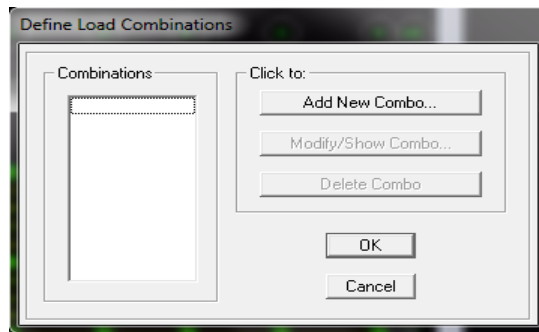 Define Load Combinations
Combinations
Click to:
Add New Combo...
Modify/Show Combo...
Delete Combo
OK
Cancel